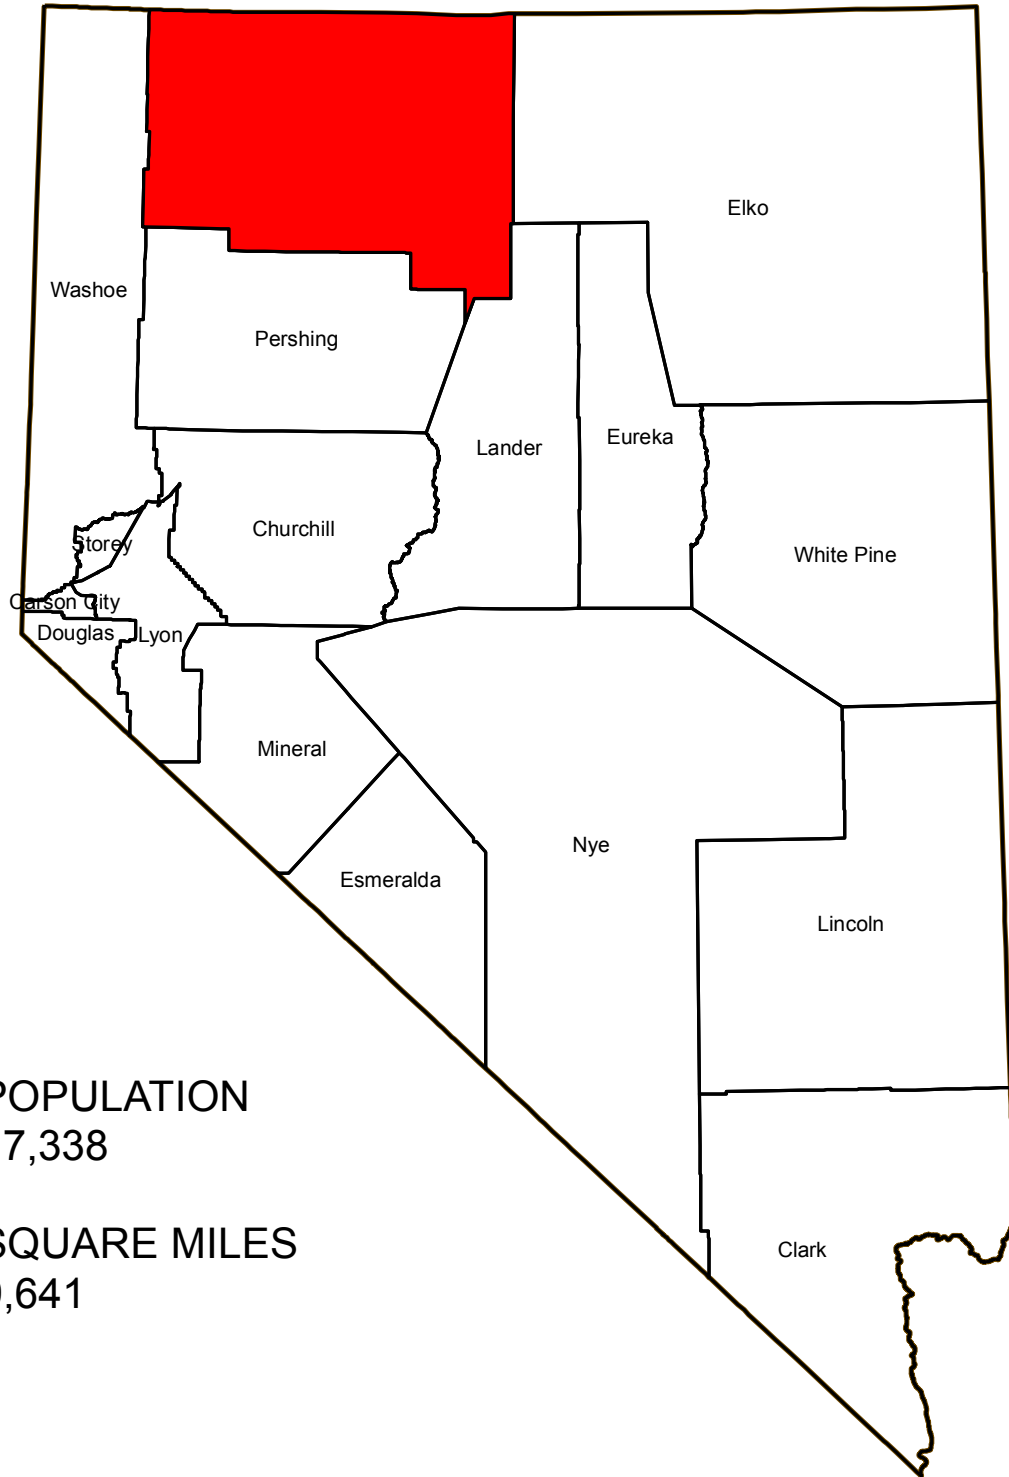 Elko
Washoe
Pershing
Eureka
Lander
Churchill
Storey
White Pine
Carson City
Douglas
Lyon
Mineral
Nye
Esmeralda
Lincoln
POPULATION
7,338
SQUARE MILES
,641
Clark